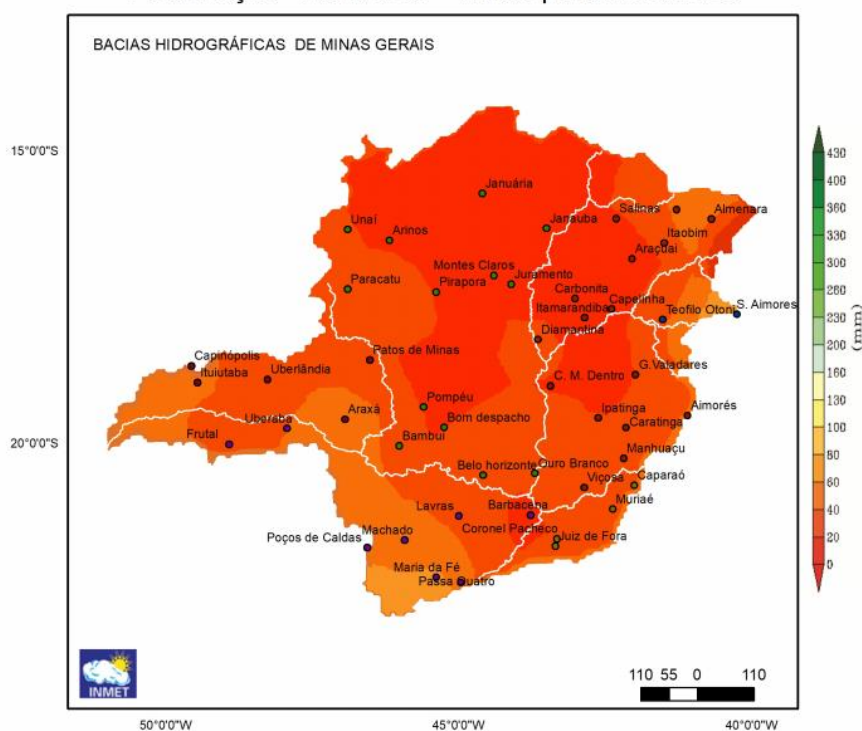 BACIAS HIDROGRÁFICAS DE MINAS GERAIS
15°0'0"S
20°0'0"S
Januária
Janauba
Salinas
Almenara
Unaí
Arinos
Itaobim
Araçuai
Montes Claros
Juramento
Paracatu
Pirapora
Carbonita
Capelinha
Itamarandiba
Teofilo Otoni
S. Aimores
Diamantina
Capinópolis
Patos de Minas
Uberlândia
Ituiutaba
G.Valadares
C. M. Dentro
Pompéu
Araxá
Aimorés
Ipatinga
Uberaba
Bom despacho
Caratinga
Frutal
Bambuí
Manhuaçu
Belo horizonte
Ouro Branco
Viçosa
Caparaó
Muriaé
Lavras
Barbacena
Machado
Coronel Pacheco
Poços de Caldas
Juiz de Fora
Maria da Fé
Passa Quatro
430
400
360
330
300
260
230
200
160
130
100
80
60
40
20
0
(mm)
INMET
110 55 0 110
50°0'0"W 45°0'0"W 40°0'0"W